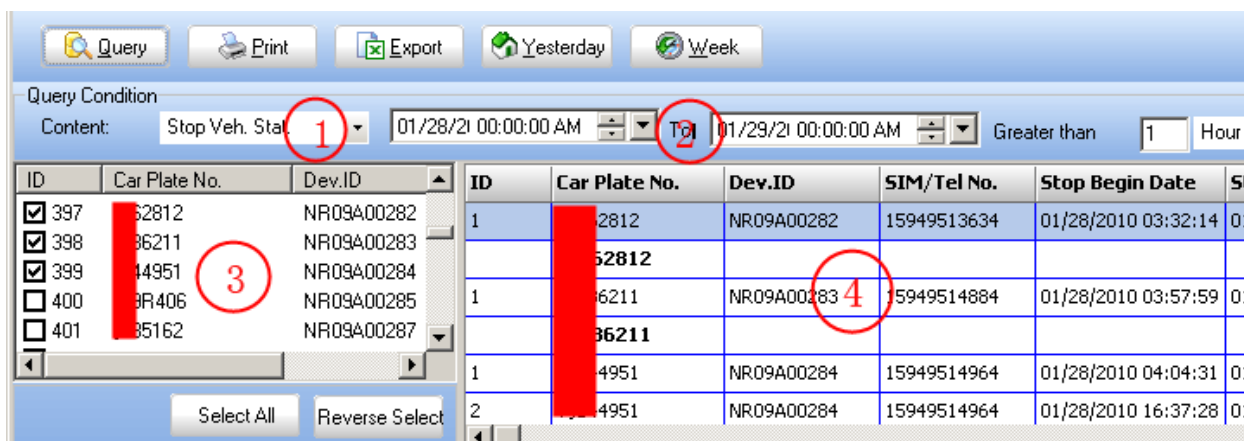 Query Print Export Yesterday Week
Query Condition
Content: Stop Veh. Stat. 1 01/28/2 00:00:00 AM 2 To 01/29/2 00:00:00 AM Greater than 1 Hour
ID Car Plate No. Dev.ID
397 62812 NR09A00282
398 36211 NR09A00283
399 44951 NR09A00284
400 R406 NR09A00285
401 35162 NR09A00287
3
Select All Reverse Select
ID Car Plate No. Dev.ID SIM/Tel No. Stop Begin Date
1 2812 NR09A00282 15949513634 01/28/2010 03:32:14
62812
1 6211 NR09A00283 4 15949514884 01/28/2010 03:57:59
36211
1 4951 NR09A00284 15949514964 01/28/2010 04:04:31
2 4951 NR09A00284 15949514964 01/28/2010 16:37:28